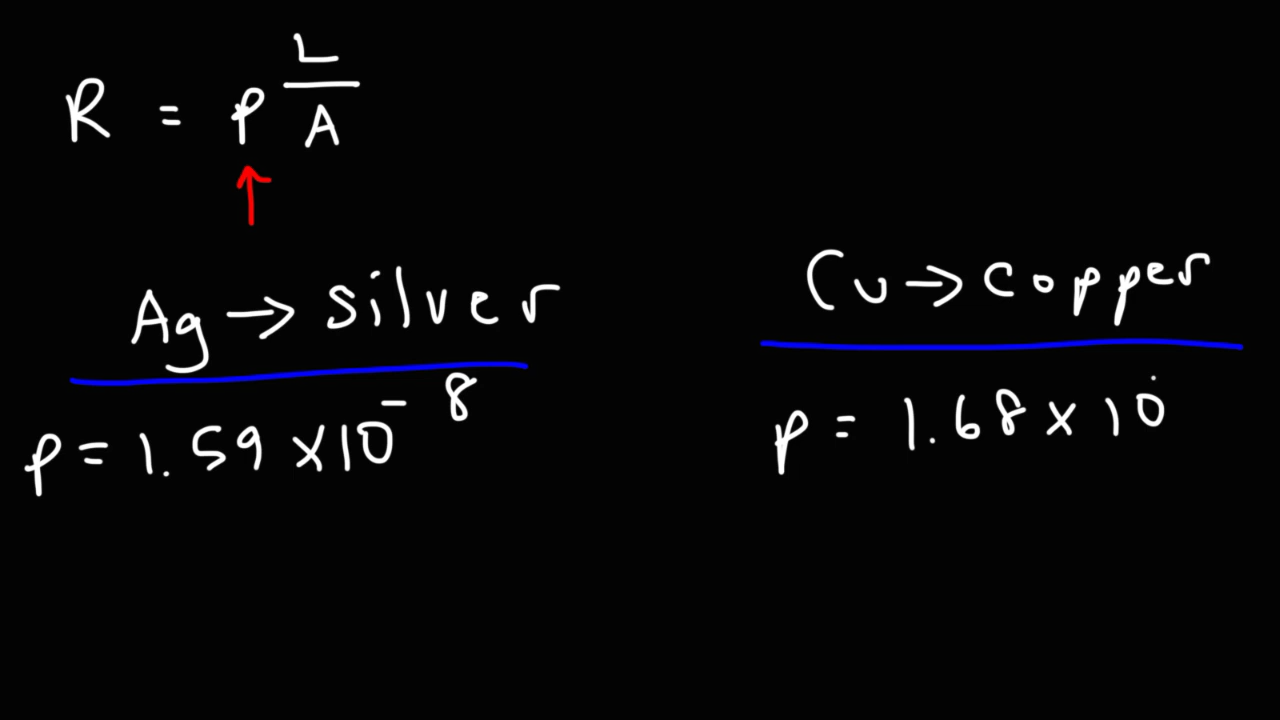 R = ρ L/A
Ag → Silver
ρ = 1.59 × 10⁻⁸
Cu → Copper
ρ = 1.68 × 10